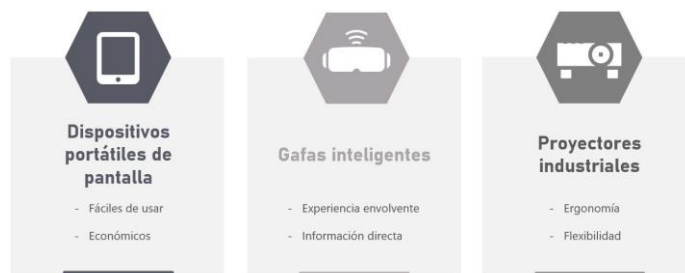 Dispositivos
portátiles de
pantalla
- Fáciles de usar
- Económicos
Gafas inteligentes
- Experiencia envolvente
- Información directa
Proyectores
industriales
- Ergonomía
- Flexibilidad